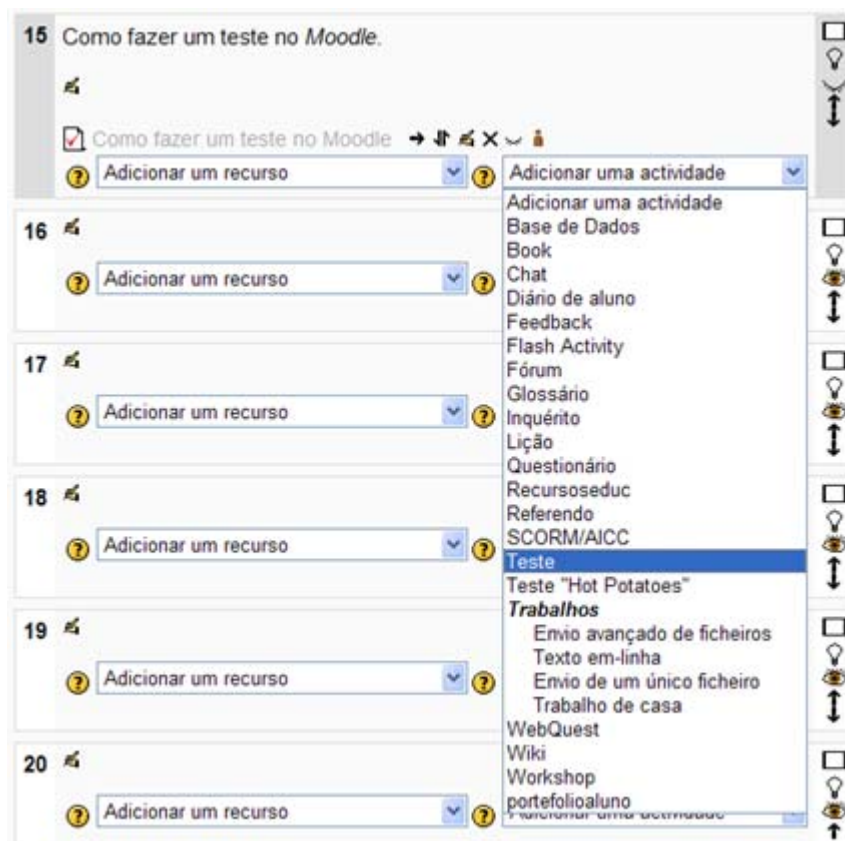 15 Como fazer um teste no Moodle.
Como fazer um teste no Moodle
? Adicionar um recurso ? Adicionar uma actividade
Adicionar uma actividade
Base de Dados
Book
Chat
Diário de aluno
Feedback
Flash Activity
Fórum
Glossário
Inquérito
Lição
Questionário
Recursoseduc
Referendo
SCORM/AICC
Teste
Teste "Hot Potatoes"
Trabalhos
Envio avançado de ficheiros
Texto em-linha
Envio de um único ficheiro
Trabalho de casa
WebQuest
Wiki
Workshop
portefolioaluno
16
? Adicionar um recurso ?
17
? Adicionar um recurso ?
18
? Adicionar um recurso ?
19
? Adicionar um recurso ?
20
? Adicionar um recurso ? Adicionar uma actividade